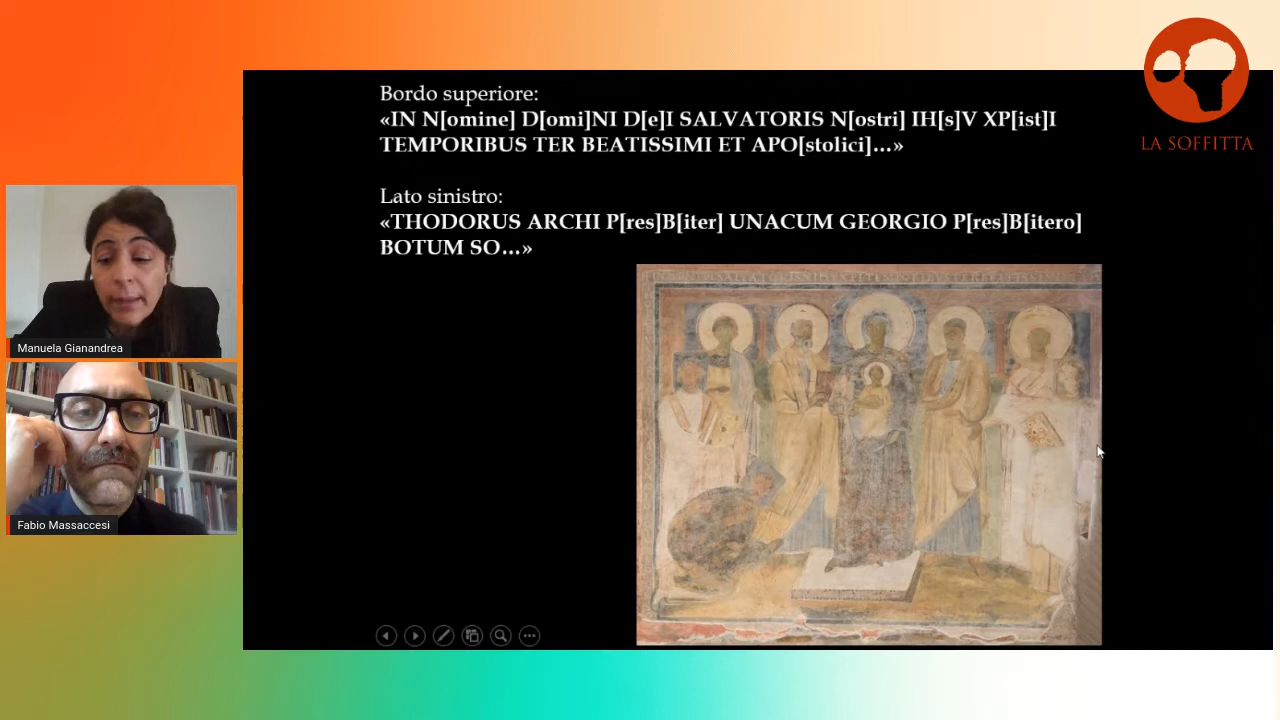 Bordo superiore:
«IN N[omine] D[omi]NI D[e]I SALVATORIS N[ostri] IH[s]V XP[ist]I
TEMPORIBUS TER BEATISSIMI ET APO[stolici]…»
Lato sinistro:
«THODORUS ARCHI P[res]B[iter] UNACUM GEORGIO P[res]B[itero]
BOTUM SO…»
LA SOFFITTA
Manuela Gianandrea
Fabio Massaccesi